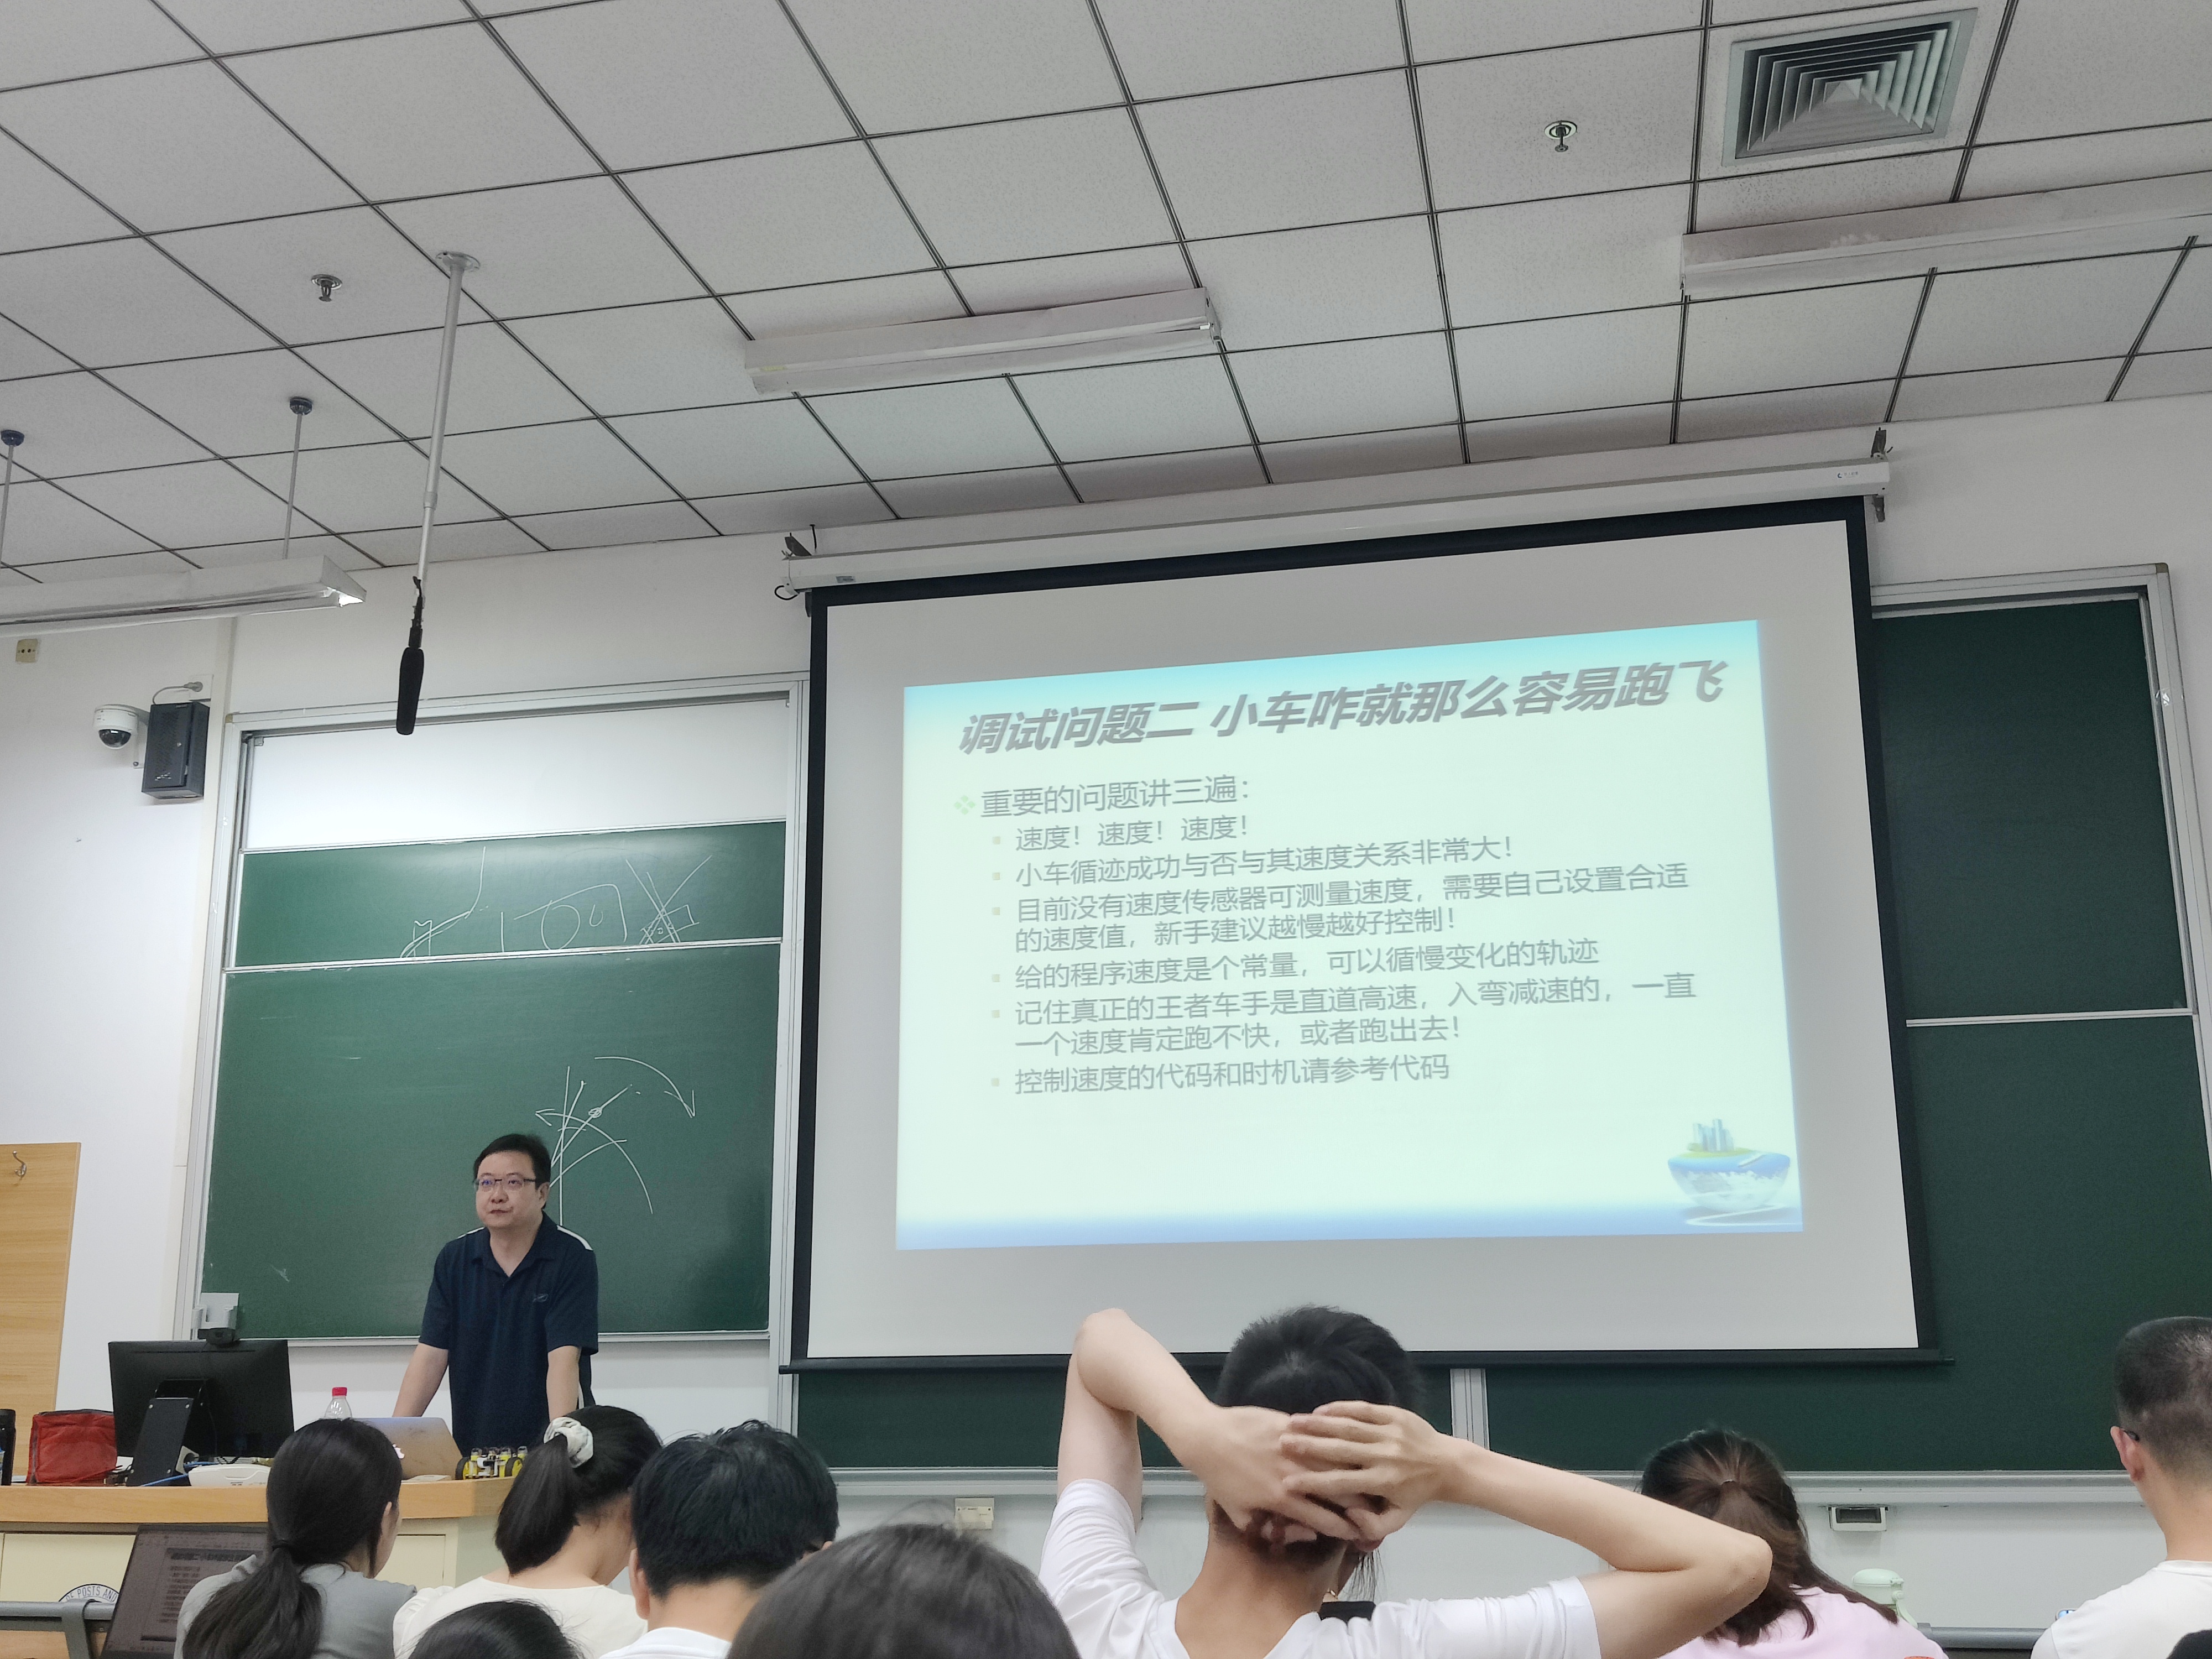 调试问题二 小车咋就那么容易跑飞
重要的问题讲三遍：
速度！速度！速度！
小车循迹成功与否与其速度关系非常大！
目前没有速度传感器可测量速度，需要自己设置合适
的速度值，新手建议越慢越好控制！
给的程序速度是个常量，可以循慢变化的轨迹
记住真正的王者车手是直道高速，入弯减速的，一直
一个速度肯定跑不快，或者跑出去！
控制速度的代码和时机请参考代码
POSTS AND